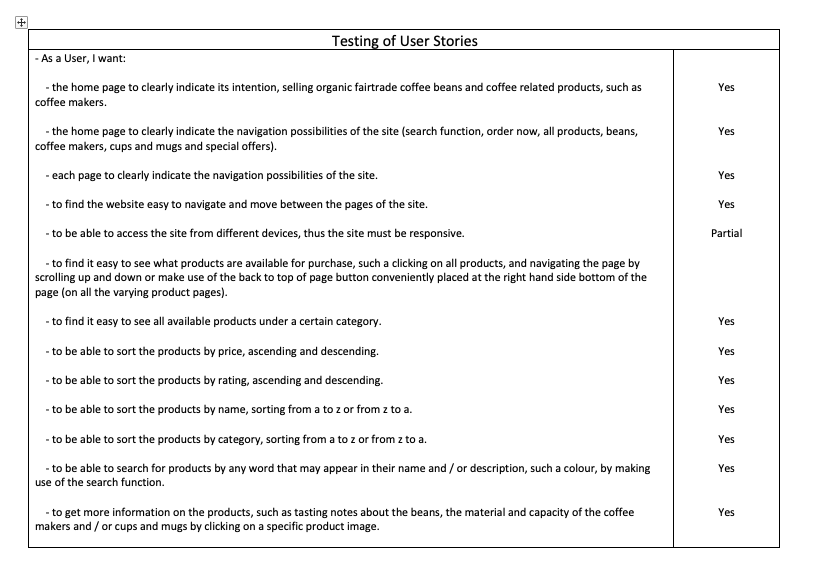 Testing of User Stories
- As a User, I want:
- the home page to clearly indicate its intention, selling organic fairtrade coffee beans and coffee related products, such as Yes
coffee makers.
- the home page to clearly indicate the navigation possibilities of the site (search function, order now, all products, beans, Yes
coffee makers, cups and mugs and special offers).
- each page to clearly indicate the navigation possibilities of the site. Yes
- to find the website easy to navigate and move between the pages of the site. Yes
- to be able to access the site from different devices, thus the site must be responsive. Partial
- to find it easy to see what products are available for purchase, such a clicking on all products, and navigating the page by
scrolling up and down or make use of the back to top of page button conveniently placed at the right hand side bottom of the
page (on all the varying product pages).
- to find it easy to see all available products under a certain category. Yes
- to be able to sort the products by price, ascending and descending. Yes
- to be able to sort the products by rating, ascending and descending. Yes
- to be able to sort the products by name, sorting from a to z or from z to a. Yes
- to be able to sort the products by category, sorting from a to z or from z to a. Yes
- to be able to search for products by any word that may appear in their name and / or description, such a colour, by making Yes
use of the search function.
- to get more information on the products, such as tasting notes about the beans, the material and capacity of the coffee Yes
makers and / or cups and mugs by clicking on a specific product image.